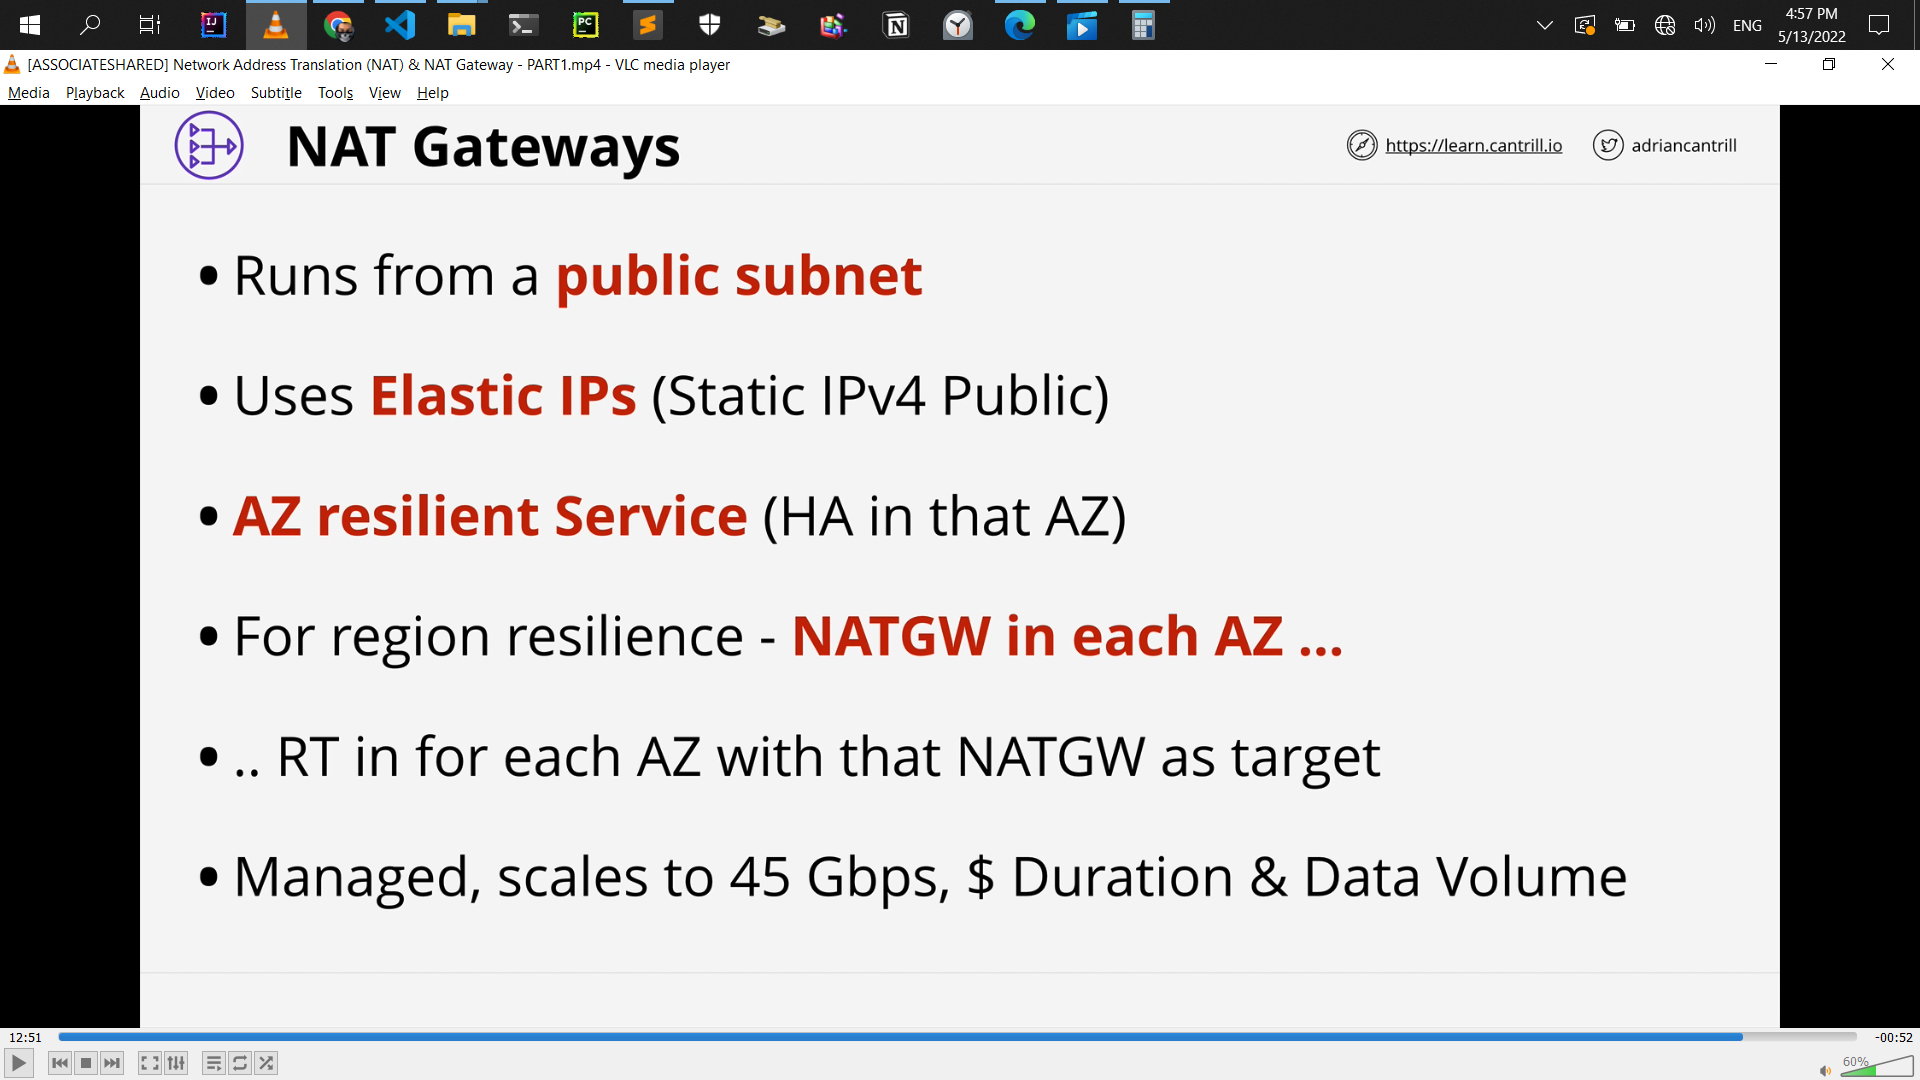 ENG
4:57 PM
5/13/2022
[ASSOCIATESHARED] Network Address Translation (NAT) & NAT Gateway - PART1.mp4 - VLC media player
Media Playback Audio Video Subtitle Tools View Help
NAT Gateways
https://learn.cantrill.io adriancantrill
• Runs from a public subnet
• Uses Elastic IPs (Static IPv4 Public)
• AZ resilient Service (HA in that AZ)
• For region resilience - NATGW in each AZ ...
• .. RT in for each AZ with that NATGW as target
• Managed, scales to 45 Gbps, $ Duration & Data Volume
12:51 -00:52
60%